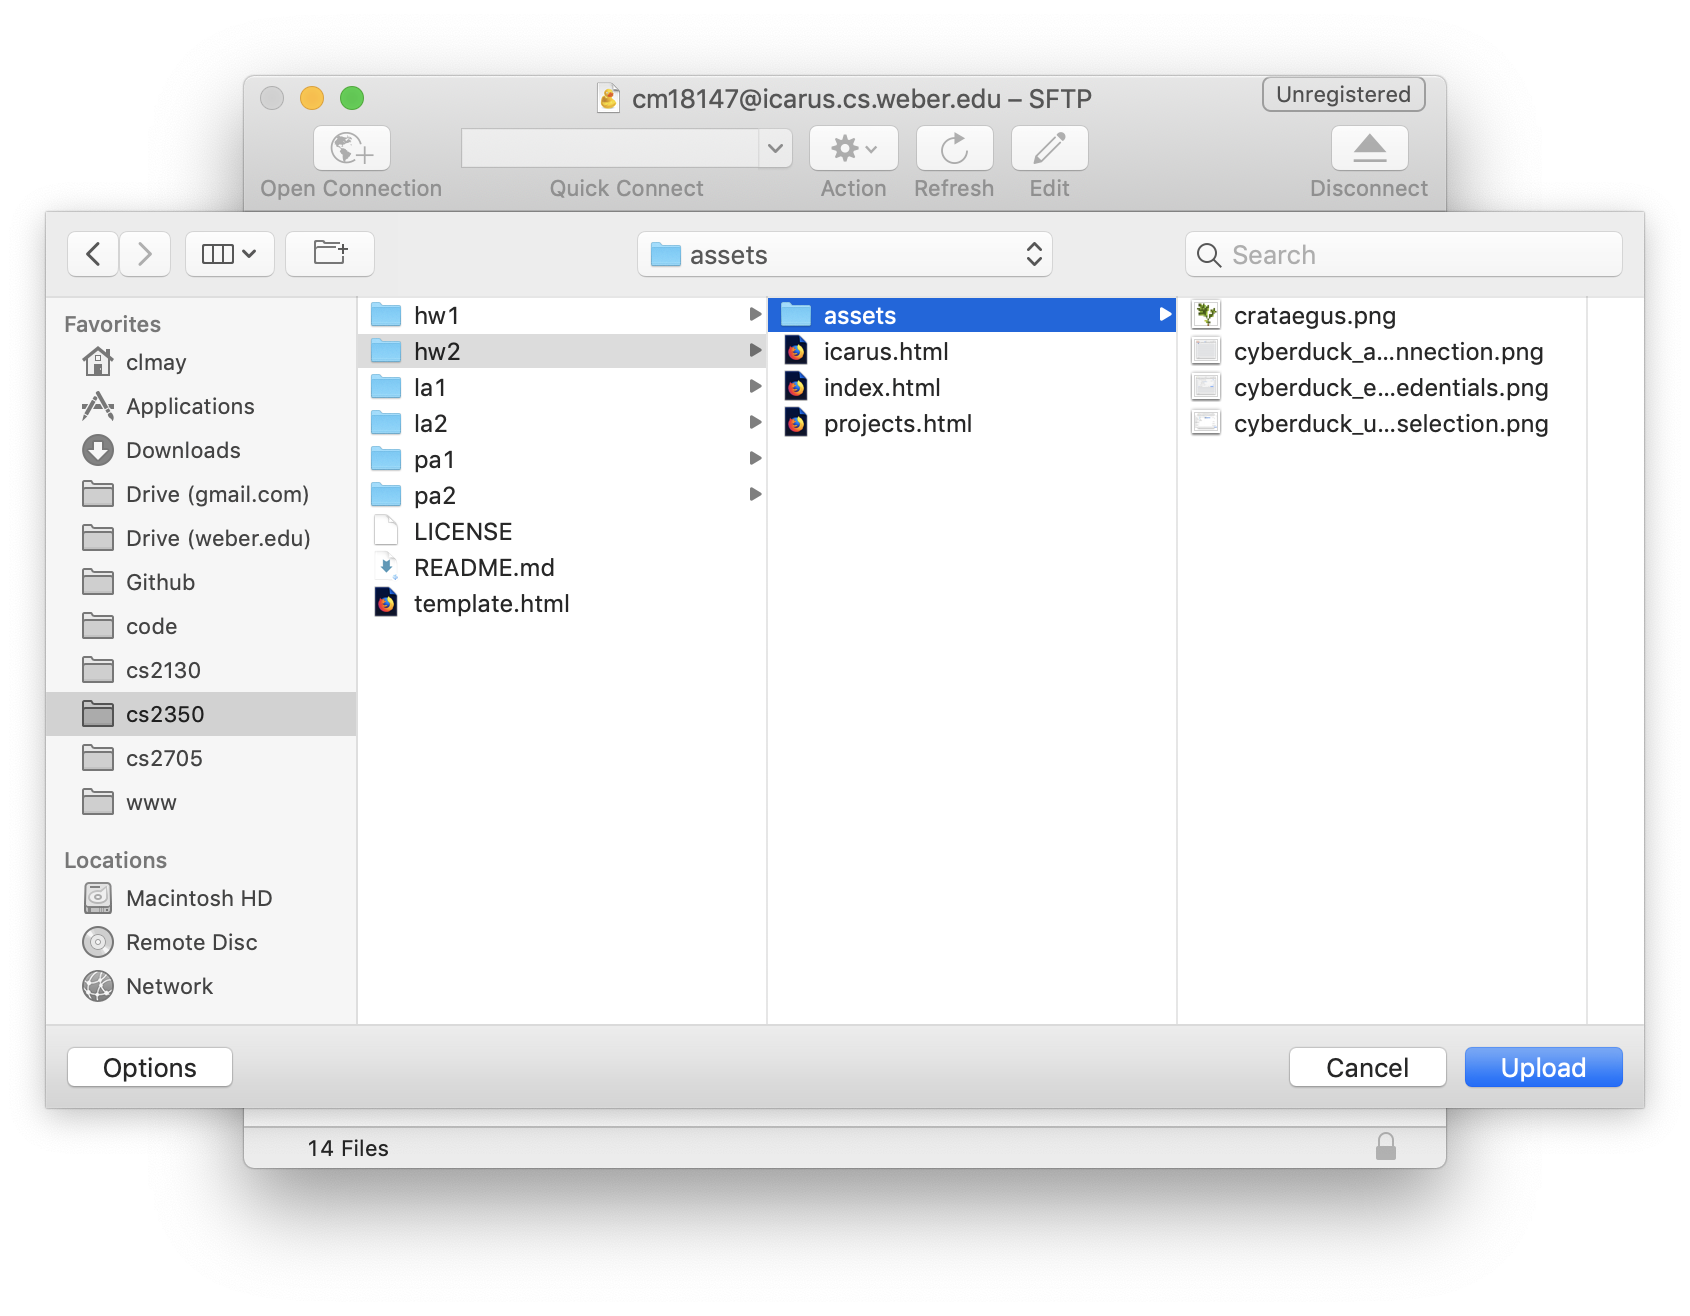 cm18147@icarus.cs.weber.edu – SFTP
Unregistered
Open Connection
Quick Connect
Action
Refresh
Edit
Disconnect
assets
Search
Favorites
clmay
Applications
Downloads
Drive (gmail.com)
Drive (weber.edu)
Github
code
cs2130
cs2350
cs2705
www
Locations
Macintosh HD
Remote Disc
Network
hw1
hw2
la1
la2
pa1
pa2
LICENSE
README.md
template.html
assets
icarus.html
index.html
projects.html
crataegus.png
cyberduck_a...nnection.png
cyberduck_e...edentials.png
cyberduck_u...selection.png
Options
Cancel
Upload
14 Files